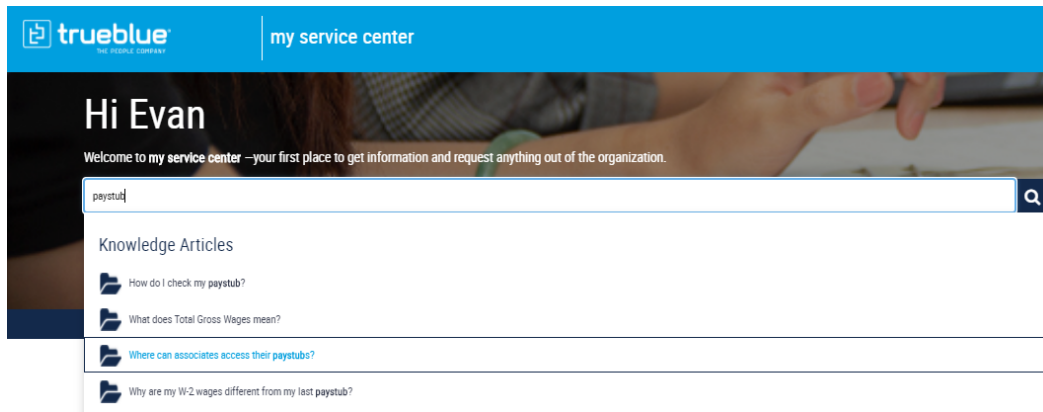 trueblue
THE PEOPLE COMPANY
my service center
Hi Evan
Welcome to my service center —your first place to get information and request anything out of the organization.
paystub
Knowledge Articles
How do I check my paystub?
What does Total Gross Wages mean?
Where can associates access their paystubs?
Why are my W-2 wages different from my last paystub?